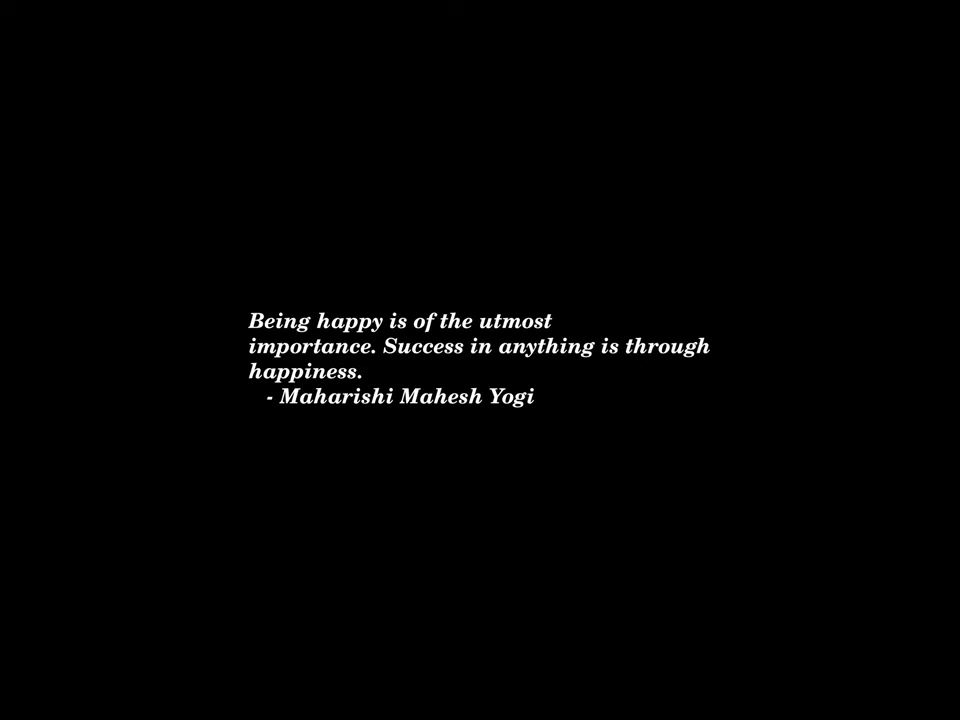 Being happy is of the utmost
importance. Success in anything is through
happiness.
- Maharishi Mahesh Yogi